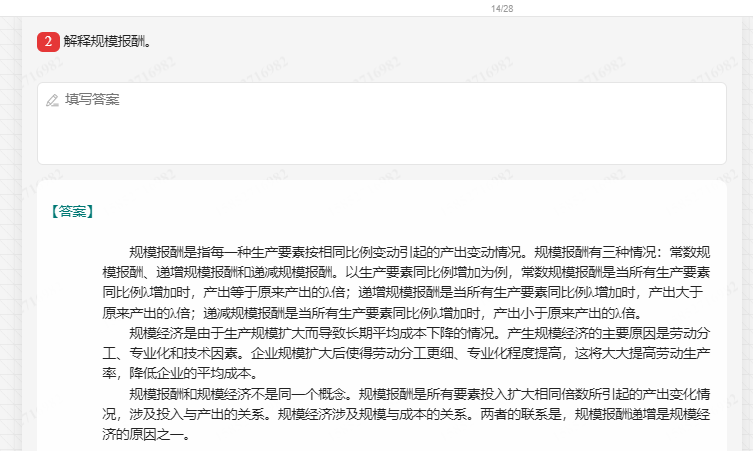 14/28
2 解释规模报酬。
填写答案
【答案】
规模报酬是指每一种生产要素按相同比例变动引起的产出变动情况。规模报酬有三种情况：常数规
模报酬、递增规模报酬和递减规模报酬。以生产要素同比例增加为例，常数规模报酬是当所有生产要素
同比例λ增加时，产出等于原来产出的λ倍；递增规模报酬是当所有生产要素同比例λ增加时，产出大于
原来产出的λ倍；递减规模报酬是当所有生产要素同比例λ增加时，产出小于原来产出的λ倍。
规模经济是由于生产规模扩大而导致长期平均成本下降的情况。产生规模经济的主要原因是劳动分
工、专业化和技术因素。企业规模扩大后使得劳动分工更细、专业化程度提高，这将大大提高劳动生产
率，降低企业的平均成本。
规模报酬和规模经济不是同一个概念。规模报酬是所有要素投入扩大相同倍数所引起的产出变化情
况，涉及投入与产出的关系。规模经济涉及规模与成本的关系。两者的联系是，规模报酬递增是规模经
济的原因之一。